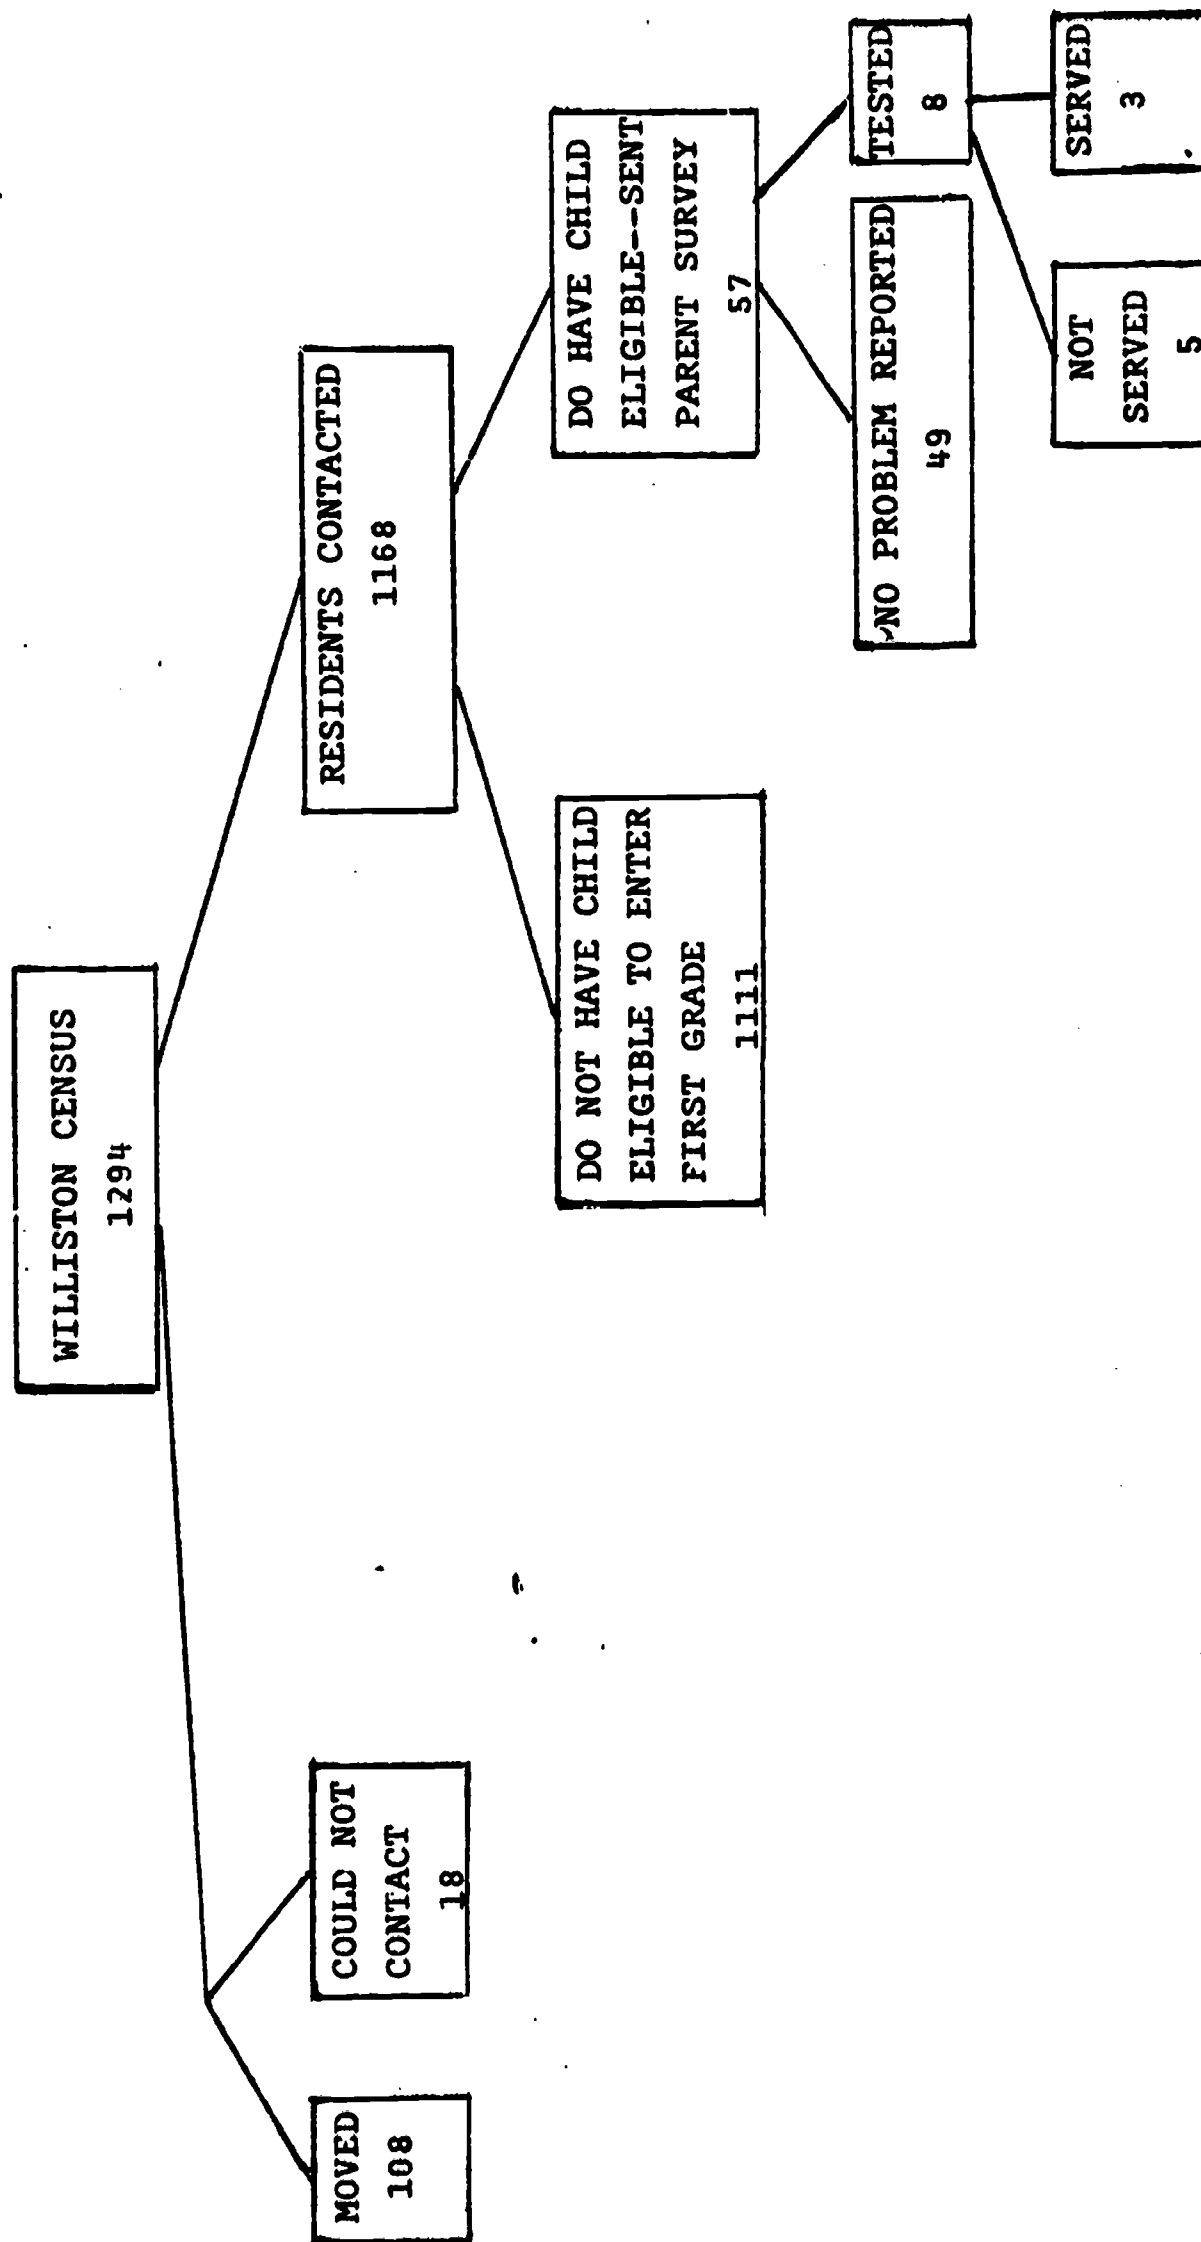 WILLISTON CENSUS
1294
MOVED
108
COULD NOT
CONTACT
18
RESIDENTS CONTACTED
1168
DO NOT HAVE CHILD
ELIGIBLE TO ENTER
FIRST GRADE
1111
DO HAVE CHILD
ELIGIBLE--SENT
PARENT SURVEY
57
NO PROBLEM REPORTED
49
TESTED
8
NOT
SERVED
5
SERVED
3